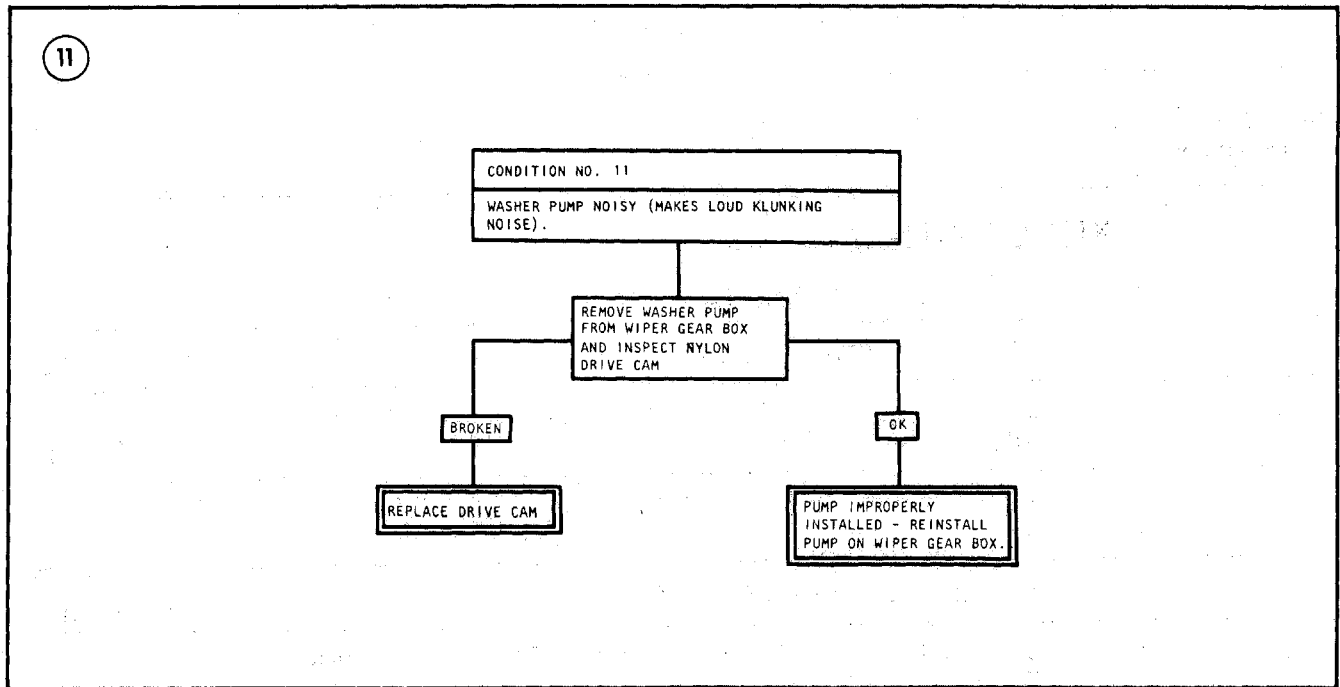 11
CONDITION NO. 11
WASHER PUMP NOISY (MAKES LOUD KLUNKING
NOISE).
REMOVE WASHER PUMP
FROM WIPER GEAR BOX
AND INSPECT NYLON
DRIVE CAM
BROKEN
OK
REPLACE DRIVE CAM
PUMP IMPROPERLY
INSTALLED - REINSTALL
PUMP ON WIPER GEAR BOX.